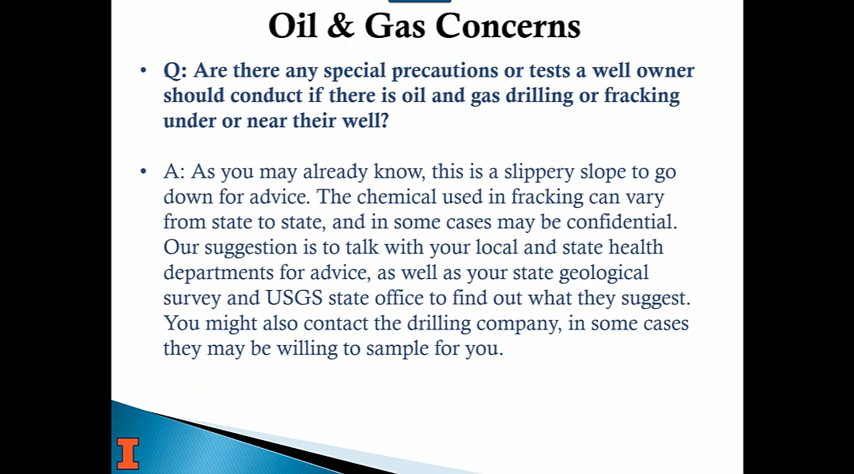 Oil & Gas Concerns
• Q: Are there any special precautions or tests a well owner
should conduct if there is oil and gas drilling or fracking
under or near their well?
• A: As you may already know, this is a slippery slope to go
down for advice. The chemical used in fracking can vary
from state to state, and in some cases may be confidential.
Our suggestion is to talk with your local and state health
departments for advice, as well as your state geological
survey and USGS state office to find out what they suggest.
You might also contact the drilling company, in some cases
they may be willing to sample for you.
I